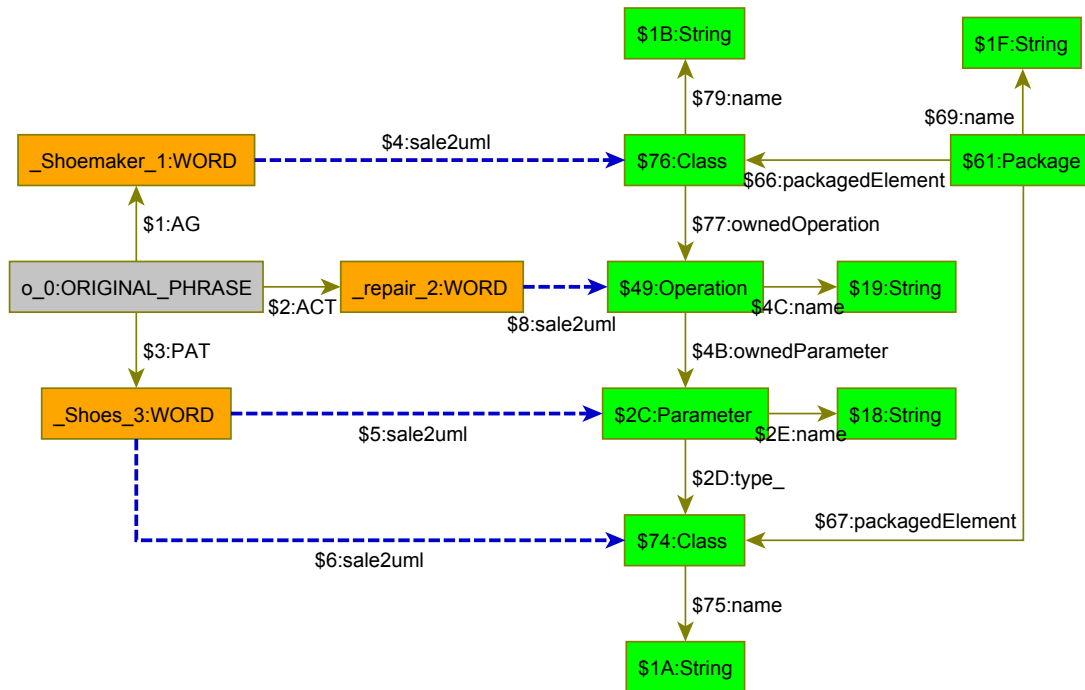 $1B:String
$1F:String
$79:name
$69:name
_Shoemaker_1:WORD
$4:sale2uml
$76:Class
$61:Package
$66:packagedElement
$1:AG
$77:ownedOperation
o_0:ORIGINAL_PHRASE
$2:ACT
_repair_2:WORD
$8:sale2uml
$49:Operation
$4C:name
$19:String
$3:PAT
$4B:ownedParameter
_Shoes_3:WORD
$5:sale2uml
$2C:Parameter
$2E:name
$18:String
$2D:type_
$67:packagedElement
$6:sale2uml
$74:Class
$75:name
$1A:String